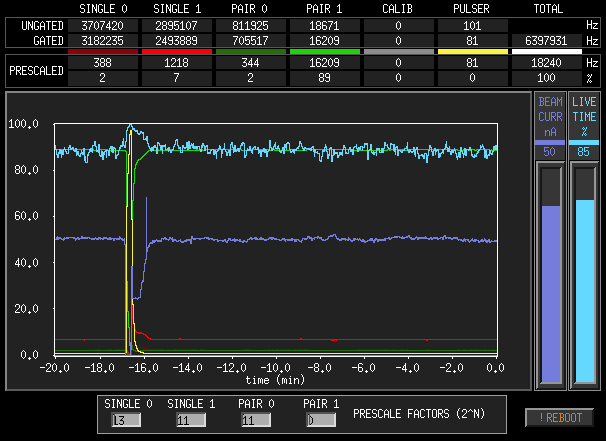 SINGLE 0 SINGLE 1 PAIR 0 PAIR 1 CALIB PULSER TOTAL
UNGATED 3707420 2895107 811925 18671 0 101 Hz
GATED 3182235 2493889 705517 16209 0 81 6397931 Hz
PRESCALED 388 1218 344 16209 0 81 18240 Hz
2 7 2 89 0 0 100 %
BEAM CURR nA 50
LIVE TIME % 85
100.0
80.0
60.0
40.0
20.0
0.0
-20.0 -18.0 -16.0 -14.0 -12.0 -10.0 -8.0 -6.0 -4.0 -2.0 0.0
time (min)
SINGLE 0 SINGLE 1 PAIR 0 PAIR 1
13 11 11 0 PRESCALE FACTORS (2^N)
!REBOOT